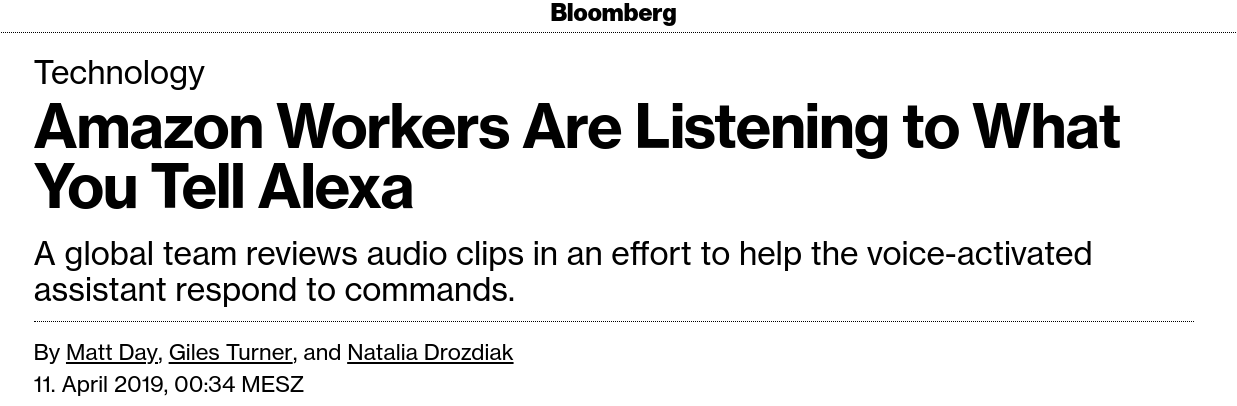 Bloomberg
Technology
Amazon Workers Are Listening to What
You Tell Alexa
A global team reviews audio clips in an effort to help the voice-activated
assistant respond to commands.
By Matt Day, Giles Turner, and Natalia Drozdiak
11. April 2019, 00:34 MESZ